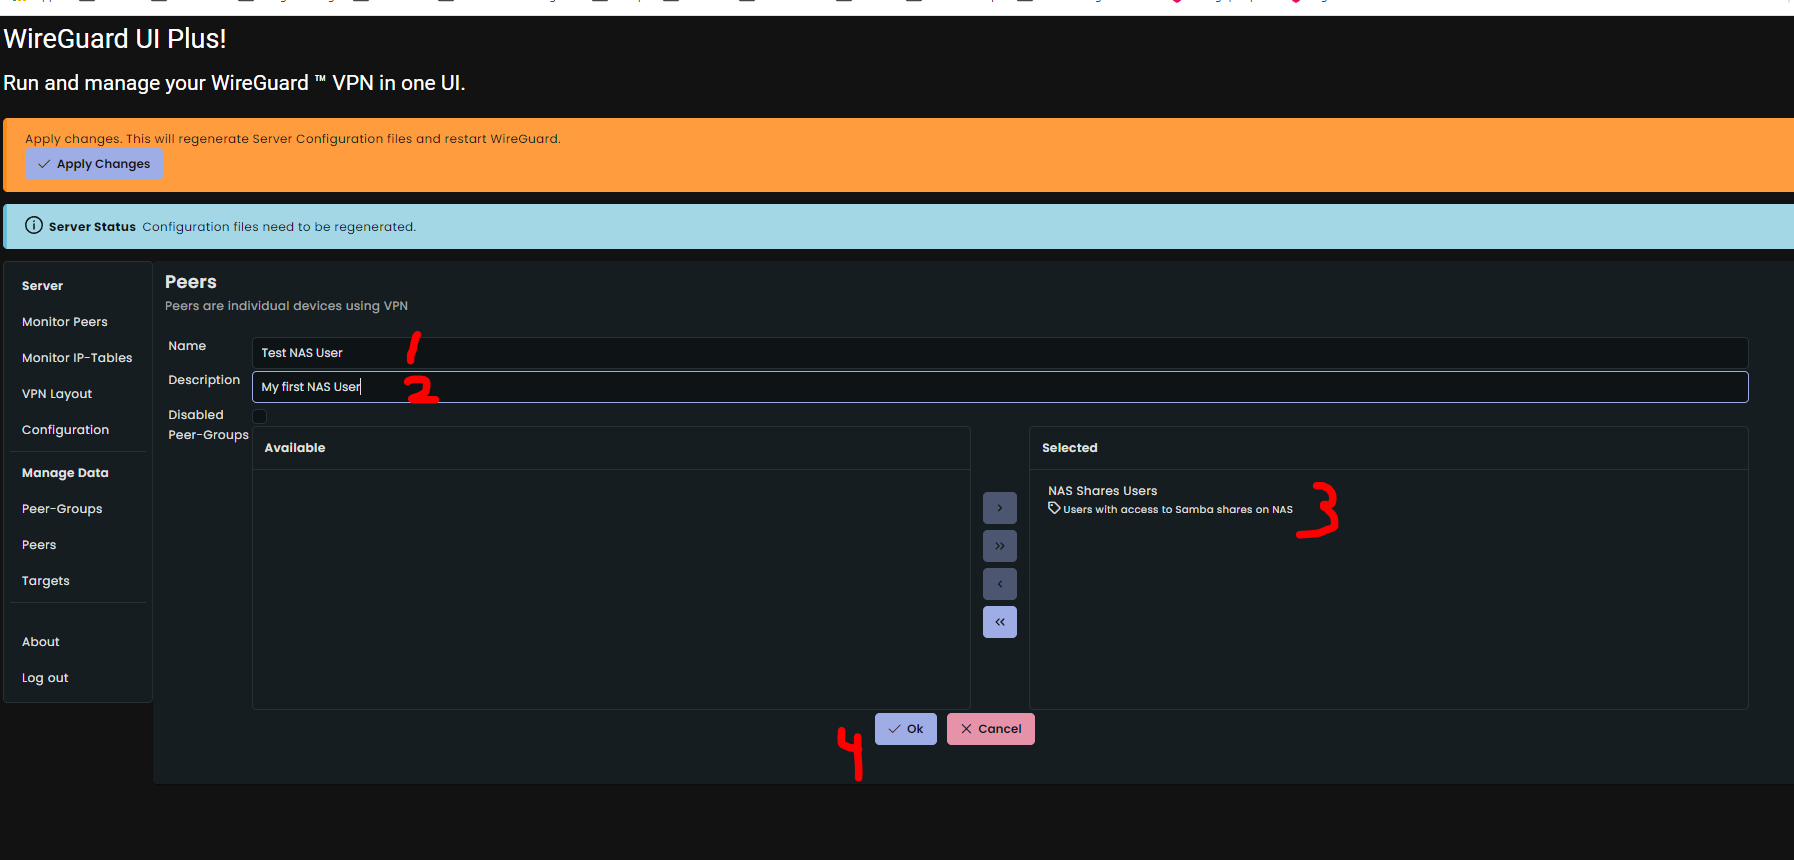 WireGuard UI Plus!
Run and manage your WireGuard ™ VPN in one UI.
Apply changes. This will regenerate Server Configuration files and restart WireGuard.
Apply Changes
Server Status Configuration files need to be regenerated.
Server
Monitor Peers
Monitor IP-Tables
VPN Layout
Configuration
Manage Data
Peer-Groups
Peers
Targets
About
Log out
Peers
Peers are individual devices using VPN
Name Test NAS User 1
Description My first NAS User 2
Disabled
Peer-Groups
Available
Selected
NAS Shares Users
Users with access to Samba shares on NAS
3
> 
>>
<
<<
4
Ok
Cancel